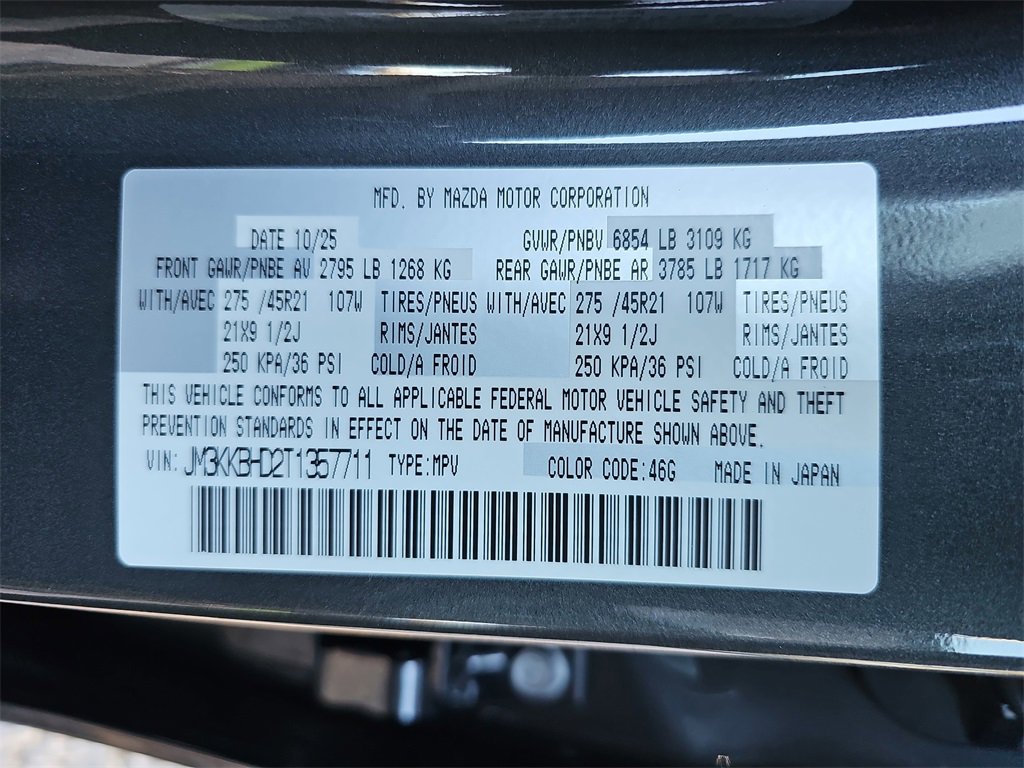 MFD. BY MAZDA MOTOR CORPORATION
DATE 10/25 GVWR/PNBV 6854 LB 3109 KG
FRONT GAWR/PNBE AV 2795 LB 1268 KG REAR GAWR/PNBE AR 3785 LB 1717 KG
WITH/AVEC 275 /45R21 107W TIRES/PNEUS WITH/AVEC 275 /45R21 107W TIRES/PNEUS
21X9 1/2J RIMS/JANTES 21X9 1/2J RIMS/JANTES
250 KPA/36 PSI COLD/A FROID 250 KPA/36 PSI COLD/A FROID
THIS VEHICLE CONFORMS TO ALL APPLICABLE FEDERAL MOTOR VEHICLE SAFETY AND THEFT
PREVENTION STANDARDS IN EFFECT ON THE DATE OF MANUFACTURE SHOWN ABOVE.
VIN: JM3KKBHD2T1357711 TYPE:MPV COLOR CODE:46G MADE IN JAPAN